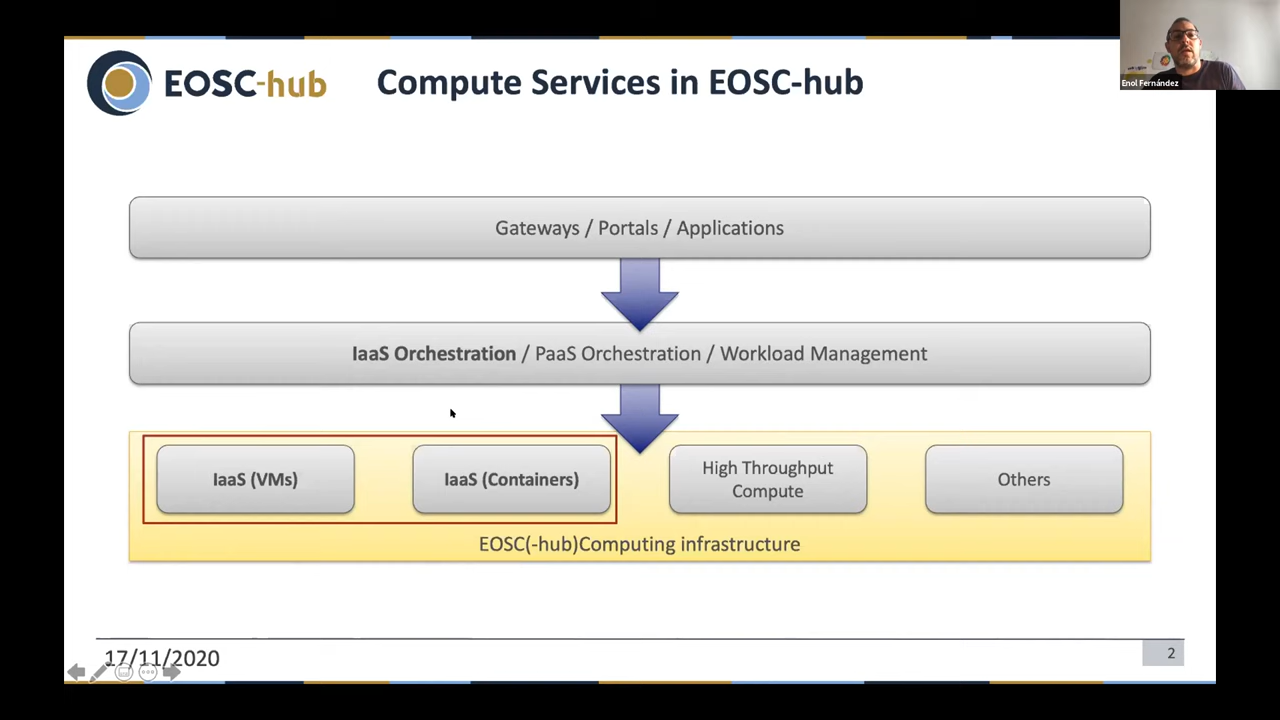 EOSC-hub
Compute Services in EOSC-hub
Enol Fernández
Gateways / Portals / Applications
IaaS Orchestration / PaaS Orchestration / Workload Management
IaaS (VMs)
IaaS (Containers)
High Throughput
Compute
Others
EOSC(-hub)Computing infrastructure
17/11/2020
2